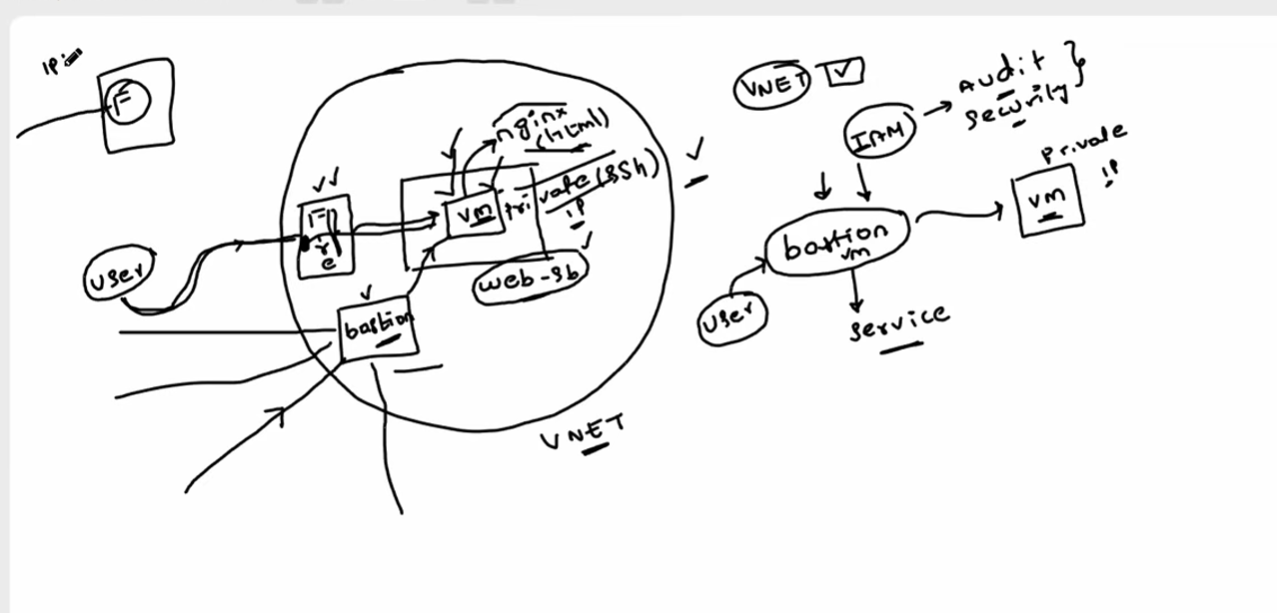 IP:
F
VNET
IAM
Audit
Security
nginx
(html)
private (SSh)
IP
Fire
vm
user
web-sb
bastion
VNET
Private
IP
vm
bastion
vm
user
service